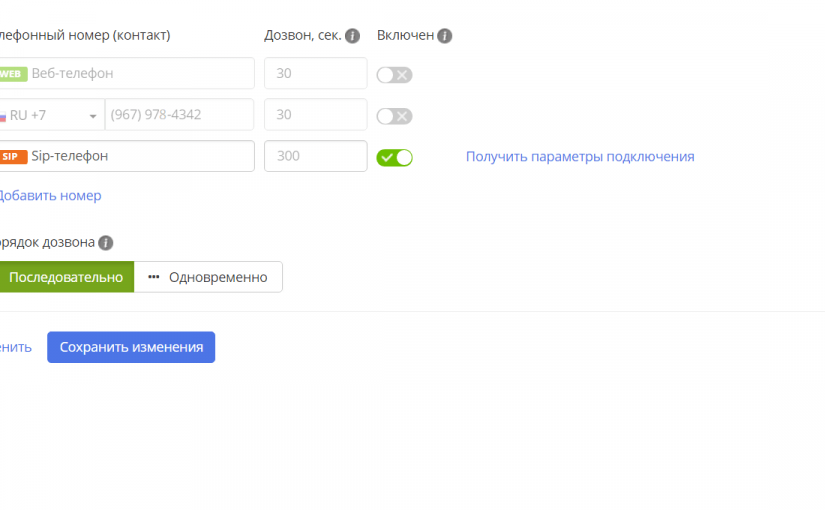 лефонный номер (контакт) Дозвон, сек. i Включен i
WEB Веб-телефон 30
RU +7 (967) 978-4342 30
SIP Sip-телефон 300 Получить параметры подключения
Добавить номер
рядок дозвона i
Последовательно ••• Одновременно
енить Сохранить изменения